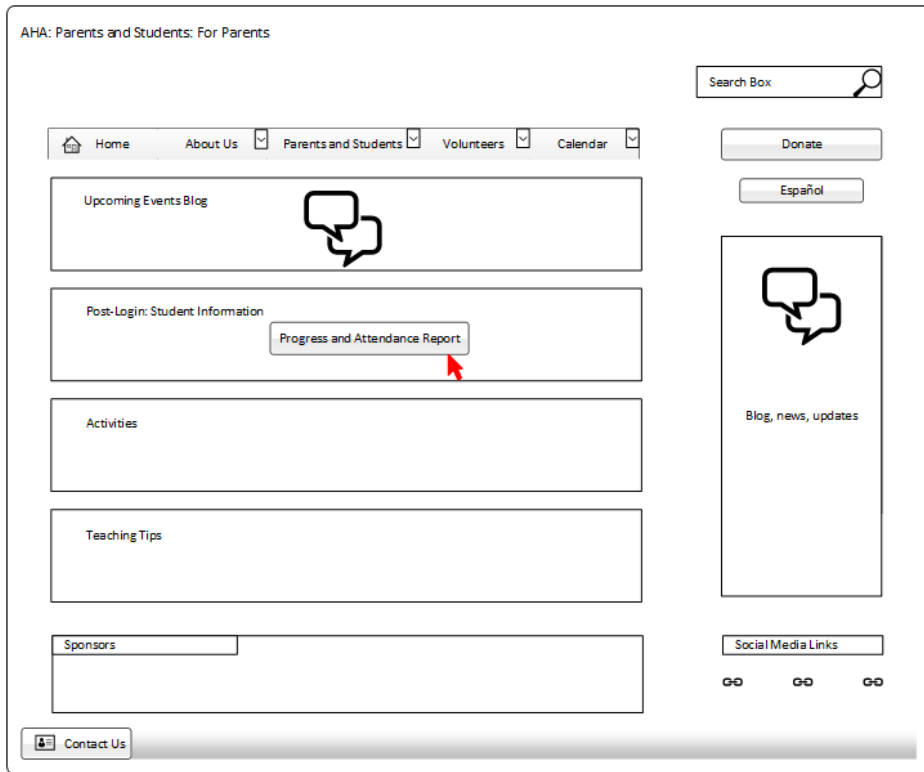 AHA: Parents and Students: For Parents
Search Box
Home About Us Parents and Students Volunteers Calendar
Donate
Español
Upcoming Events Blog
Post-Login: Student Information
Progress and Attendance Report
Activities
Blog, news, updates
Teaching Tips
Sponsors
Social Media Links
Contact Us